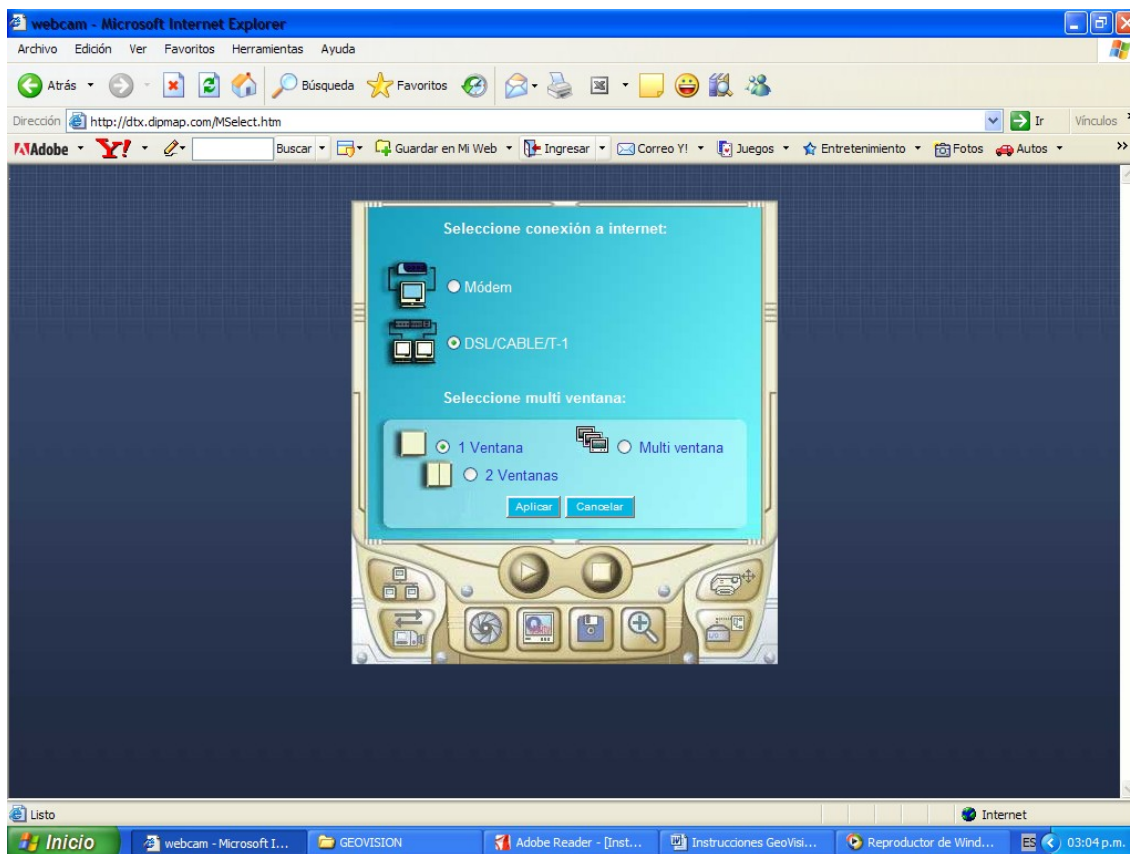 webcam - Microsoft Internet Explorer
Archivo Edición Ver Favoritos Herramientas Ayuda
Atrás Búsqueda Favoritos
Dirección http://dtx.dipmap.com/MSelect.htm Ir Vínculos
Adobe Y! Buscar Guardar en Mi Web Ingresar Correo Y! Juegos Entretenimiento Fotos Autos
Seleccione conexión a internet:
Módem
DSL/CABLE/T-1
Seleccione multi ventana:
1 Ventana Multi ventana
2 Ventanas
Aplicar Cancelar
Listo Internet
Inicio webcam - Microsoft I... GEOVISION Adobe Reader - [Inst... Instrucciones GeoVisi... Reproductor de Wind... ES 03:04 p.m.